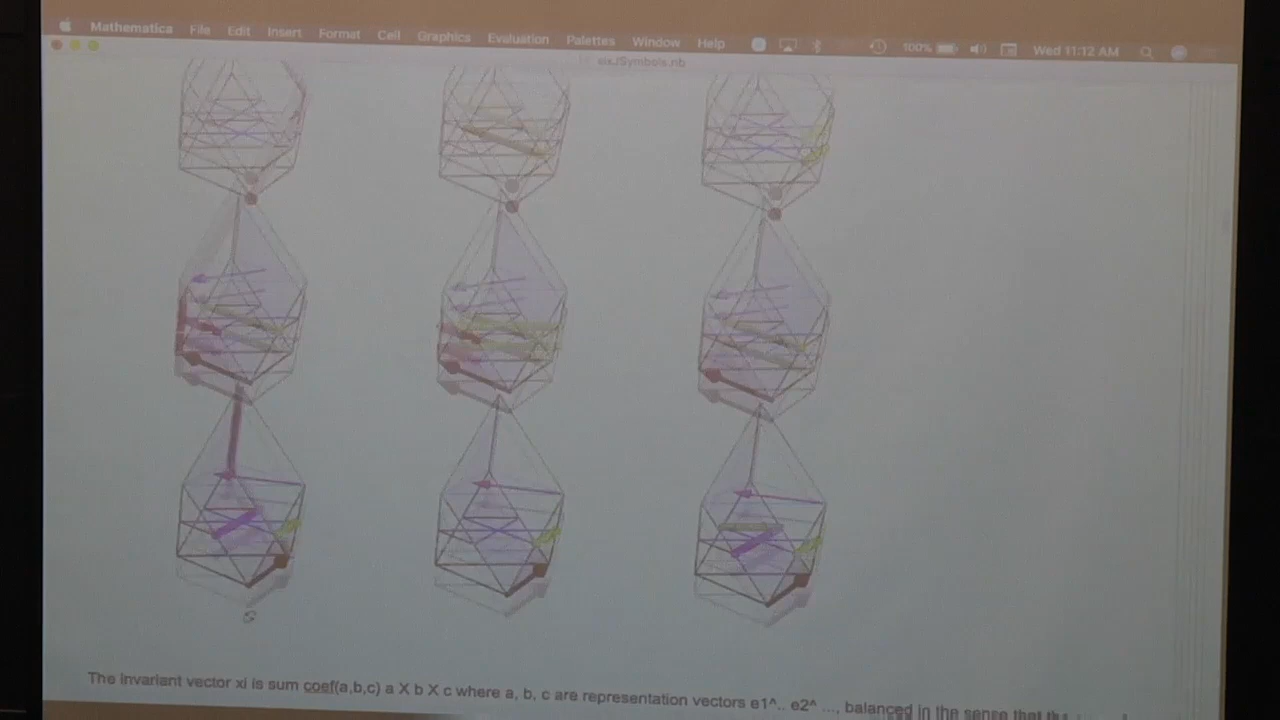 Mathematica File Edit Insert Format Cell Graphics Evaluation Palettes Window Help 100% Wed 11:12 AM
The invariant vector xi is sum coef(a,b,c) a X b X c where a, b, c are representation vectors e1^.. e2^ ..., balanced in the sense that